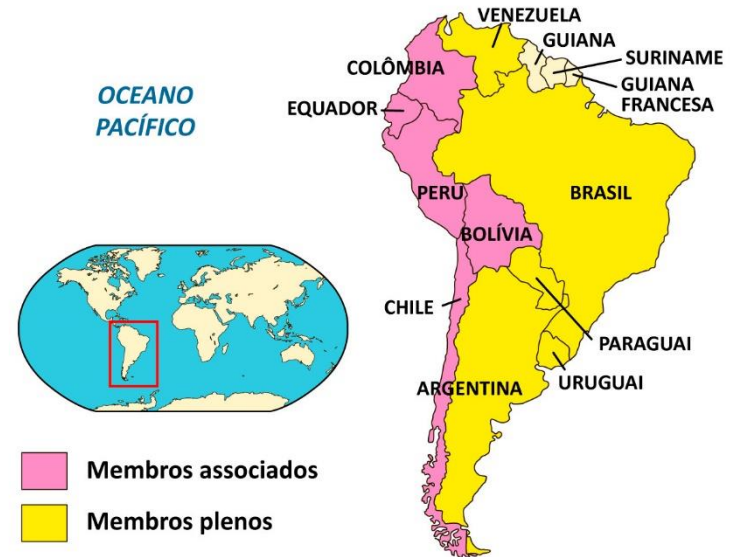 VENEZUELA
GUIANA
SURINAME
GUIANA
FRANCESA
COLÔMBIA
EQUADOR
OCEANO
PACÍFICO
PERU
BRASIL
BOLÍVIA
CHILE
PARAGUAI
ARGENTINA
URUGUAI
Membros associados
Membros plenos